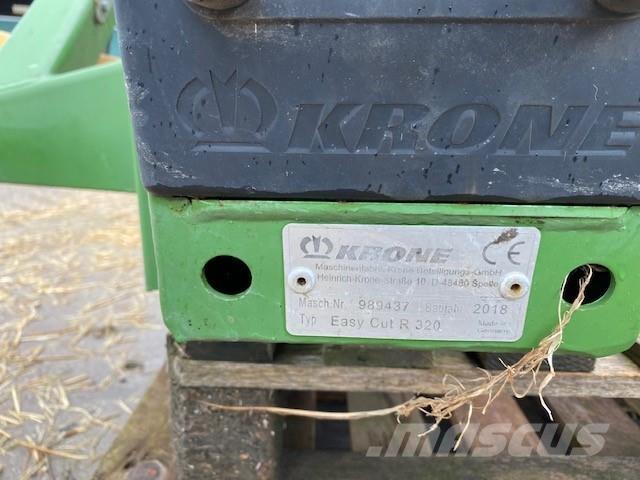 KRONE
KRONE CE
Maschinenfabrik Krone Beteiligungs-GmbH
Heinrich-Krone-Straße 10, D-48480 Spelle
Masch.Nr. 989437 Baujahr 2018
Typ Easy Cut R 320 Made in
Germany
MASCUS